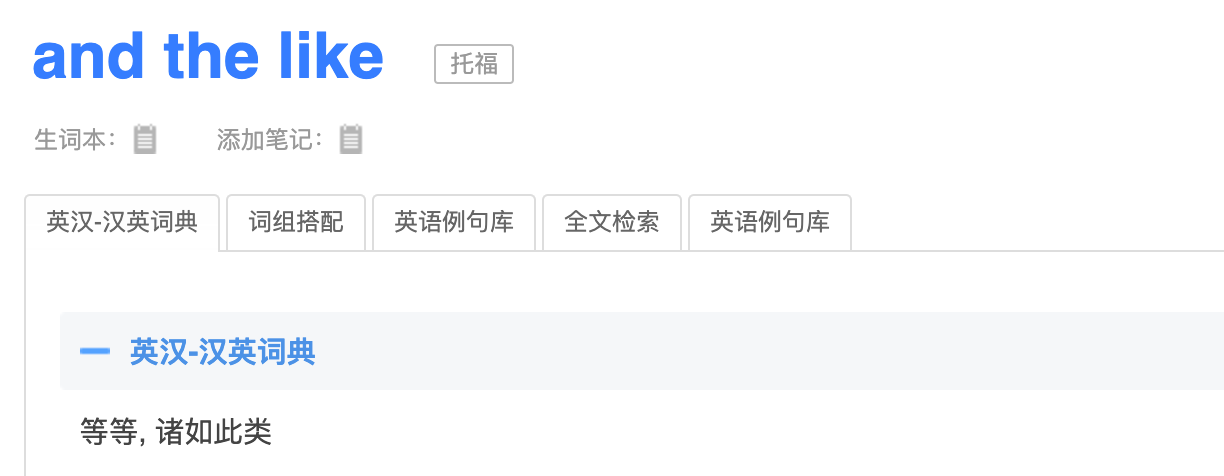 and the like 托福
生词本: 添加笔记:
英汉-汉英词典 词组搭配 英语例句库 全文检索 英语例句库
英汉-汉英词典
等等, 诸如此类